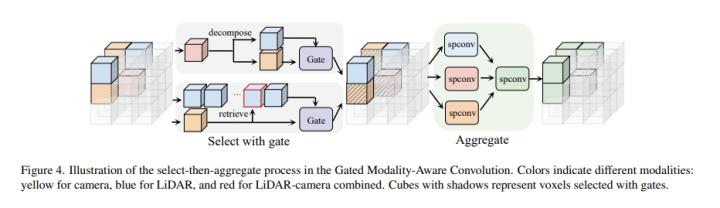 decompose
Gate
...
retrieve
Gate
Select with gate
spconv
spconv
spconv
spconv
Aggregate
Figure 4. Illustration of the select-then-aggregate process in the Gated Modality-Aware Convolution. Colors indicate different modalities:
yellow for camera, blue for LiDAR, and red for LiDAR-camera combined. Cubes with shadows represent voxels selected with gates.